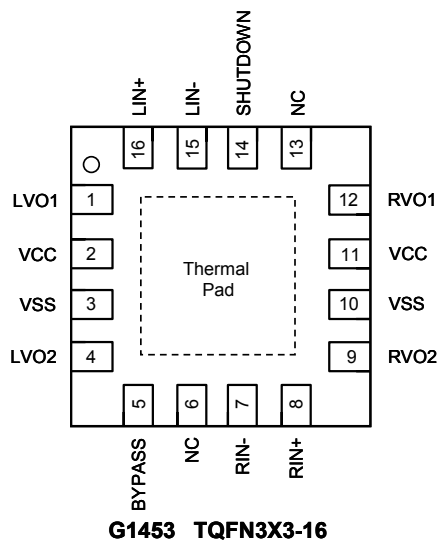 LIN+
LIN-
SHUTDOWN
NC
16
15
14
13
LVO1
1
12
RVO1
VCC
2
11
VCC
Thermal
Pad
VSS
3
10
VSS
LVO2
4
9
RVO2
5
6
7
8
BYPASS
NC
RIN-
RIN+
G1453 TQFN3X3-16